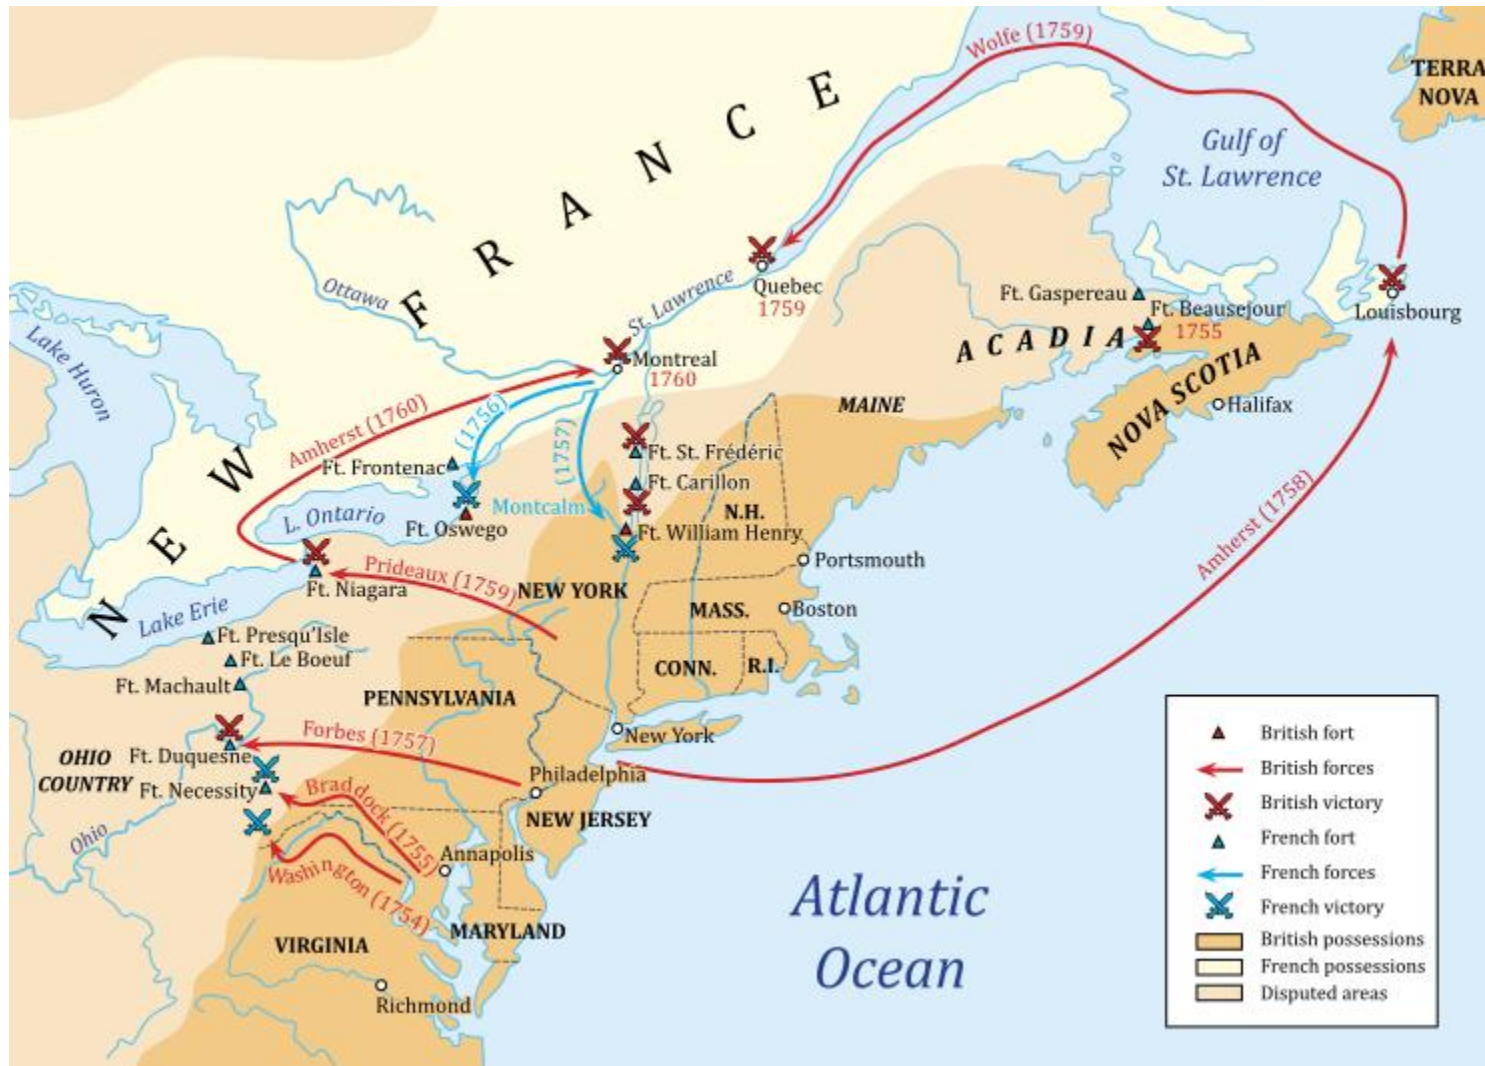 Wolfe (1759)
TERRA
NOVA
Gulf of
St. Lawrence
NEW FRANCE
Ottawa
St. Lawrence
Quebec
1759
Ft. Gaspereau
Ft. Beausejour
1755
Louisbourg
ACADIA
NOVA SCOTIA
Halifax
Lake Huron
Montreal
1760
MAINE
Amherst (1760)
(1756)
(1757)
Ft. Frontenac
Ft. St. Frédéric
Ft. Carillon
Montcalm
L. Ontario
Ft. Oswego
N.H.
Ft. William Henry
Amherst (1758)
Portsmouth
Prideaux (1759)
Ft. Niagara
NEW YORK
Lake Erie
MASS.
Boston
Ft. Presqu'Isle
Ft. Le Boeuf
Ft. Machault
CONN.
R.I.
PENNSYLVANIA
Forbes (1757)
New York
OHIO
COUNTRY
Ft. Duquesne
Ft. Necessity
Braddock (1755)
Philadelphia
NEW JERSEY
Ohio
Annapolis
Washington (1754)
MARYLAND
VIRGINIA
Richmond
Atlantic
Ocean
British fort
British forces
British victory
French fort
French forces
French victory
British possessions
French possessions
Disputed areas